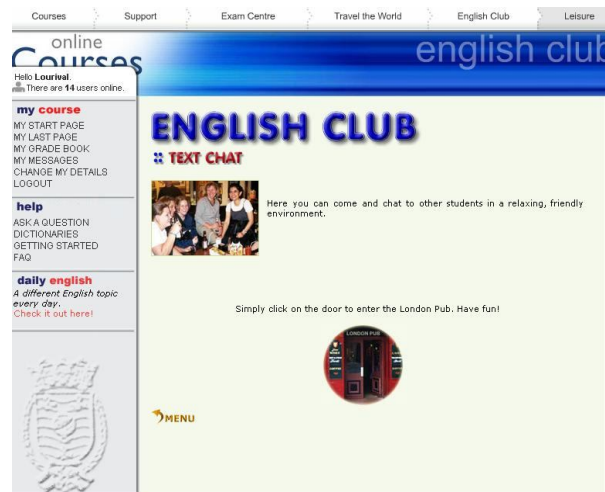 Courses Support Exam Centre Travel the World English Club Leisure
online
Courses
english club
Hello Lourival.
There are 14 users online.
my course
MY START PAGE
MY LAST PAGE
MY GRADE BOOK
MY MESSAGES
CHANGE MY DETAILS
LOGOUT
help
ASK A QUESTION
DICTIONARIES
GETTING STARTED
FAQ
daily english
A different English topic
every day.
Check it out here!
ENGLISH CLUB
:: TEXT CHAT
Here you can come and chat to other students in a relaxing, friendly
environment.
Simply click on the door to enter the London Pub. Have fun!
LONDON PUB
MENU